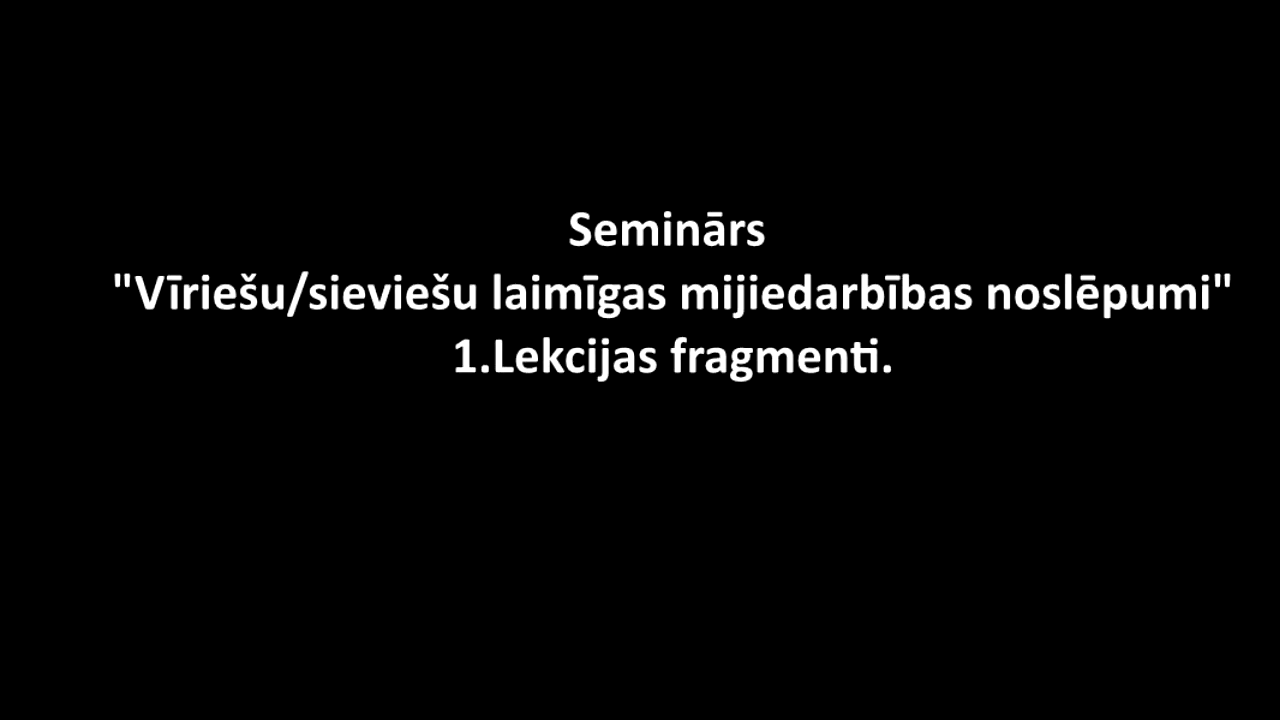 Seminārs
"Vīriešu/sieviešu laimīgas mijiedarbības noslēpumi"
1.Lekcijas fragmenti.